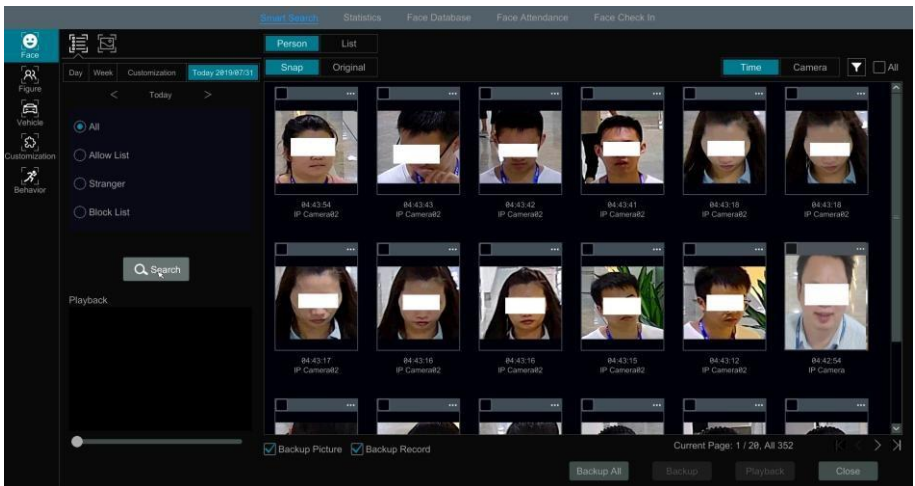 Smart Search Statistics Face Database Face Attendance Face Check In
Face
Figure
Vehicle
Customization
Behavior
Day Week Customization Today 2019/07/31
< Today >
All
Allow List
Stranger
Block List
Search
Playback
Person List
Snap Original
Time Camera All
04:43:54 04:43:43 04:43:42 04:43:41 04:43:18 04:43:18
IP Camera02 IP Camera02 IP Camera02 IP Camera02 IP Camera02 IP Camera02
04:43:17 04:43:16 04:43:16 04:43:15 04:43:12 04:42:54
IP Camera02 IP Camera02 IP Camera02 IP Camera02 IP Camera02 IP Camera
Backup Picture Backup Record
Current Page: 1 / 20, All 352
Backup All Backup Playback Close